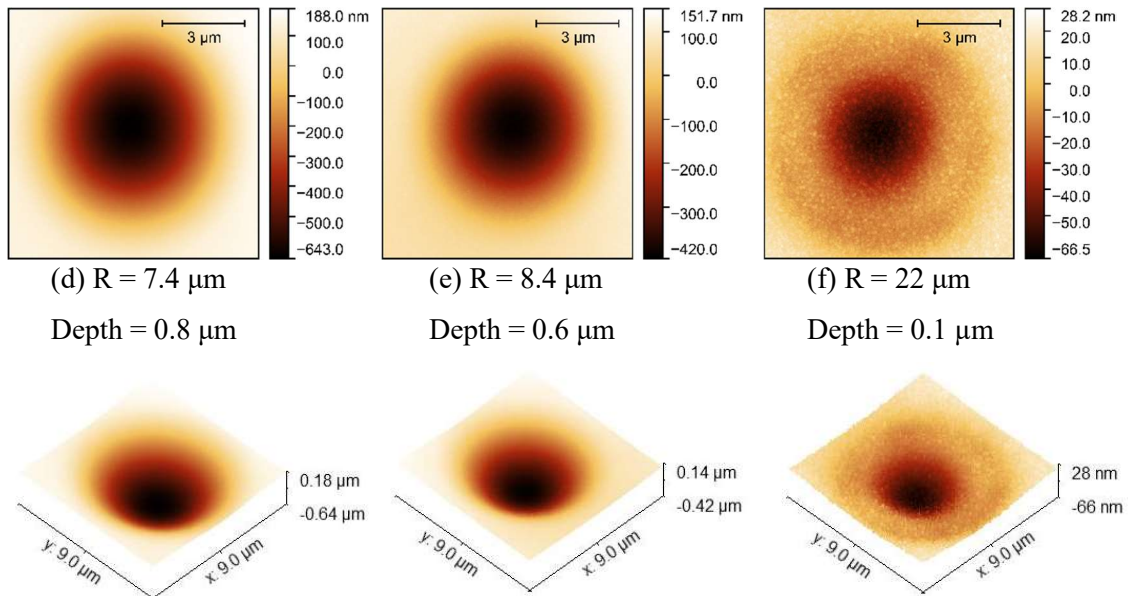 3 µm
188.0 nm
100.0
0.0
−100.0
−200.0
−300.0
−400.0
−500.0
−643.0
3 µm
151.7 nm
100.0
0.0
−100.0
−200.0
−300.0
−420.0
3 µm
28.2 nm
20.0
10.0
0.0
−10.0
−20.0
−30.0
−40.0
−50.0
−66.5
(d) R = 7.4 µm
(e) R = 8.4 µm
(f) R = 22 µm
Depth = 0.8 µm
Depth = 0.6 µm
Depth = 0.1 µm
0.18 µm
-0.64 µm
y: 9.0 µm
x: 9.0 µm
0.14 µm
-0.42 µm
y: 9.0 µm
x: 9.0 µm
28 nm
-66 nm
y: 9.0 µm
x: 9.0 µm